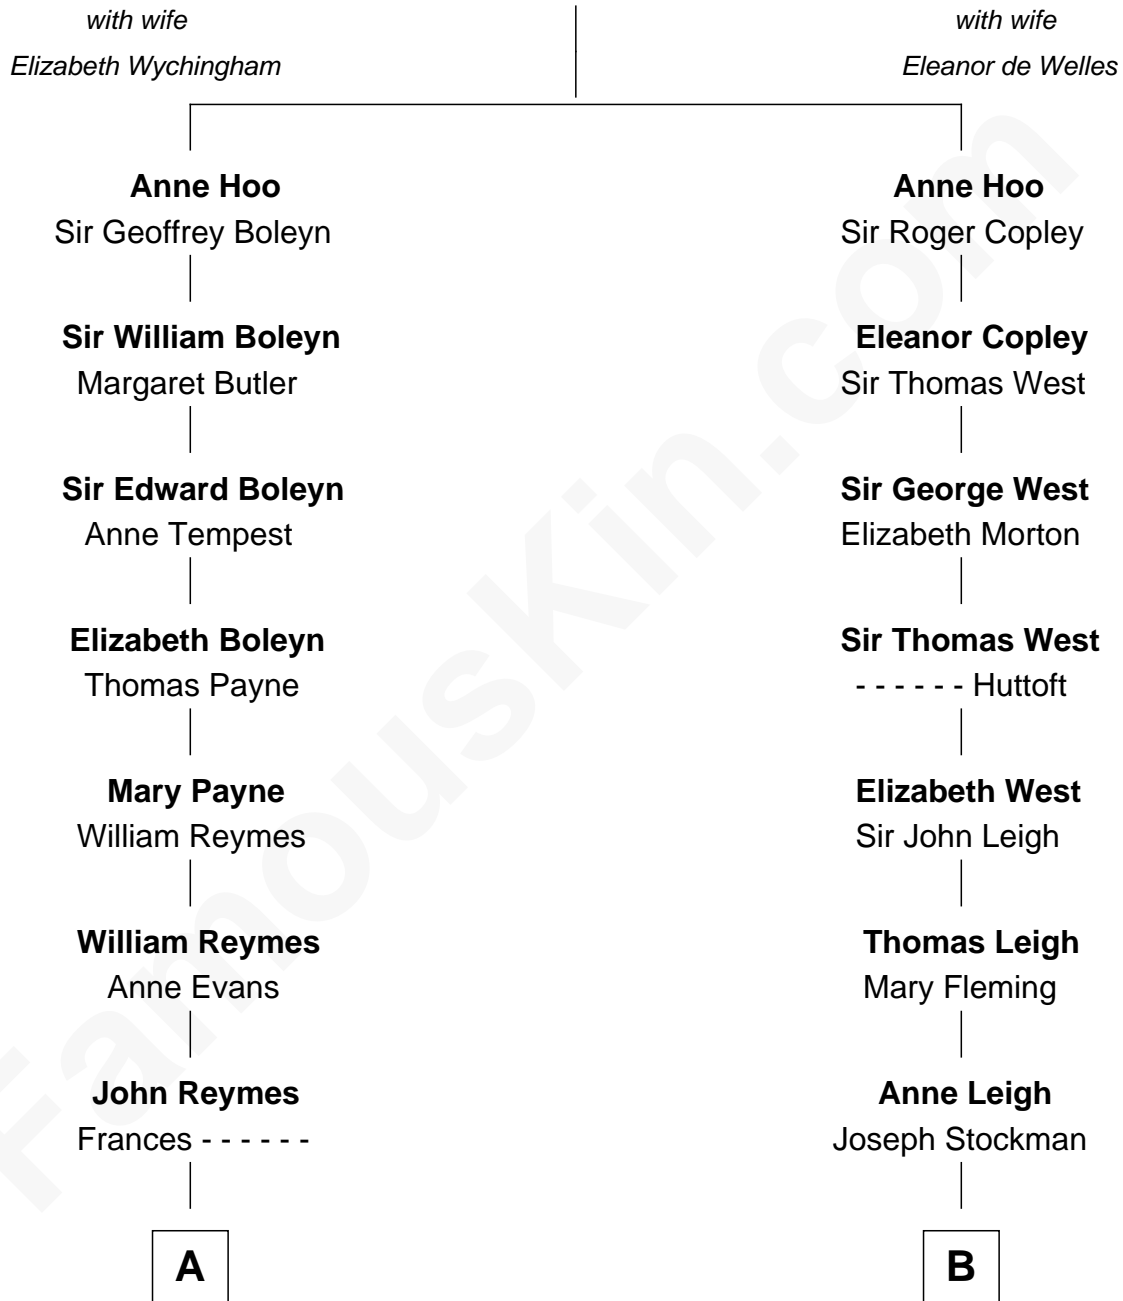 with wife
Elizabeth Wychingham
with wife
Eleanor de Welles
Anne Hoo
Sir Geoffrey Boleyn
Anne Hoo
Sir Roger Copley
Sir William Boleyn
Margaret Butler
Eleanor Copley
Sir Thomas West
Sir Edward Boleyn
Anne Tempest
Sir George West
Elizabeth Morton
Elizabeth Boleyn
Thomas Payne
Sir Thomas West
- - - - - - Huttoft
Mary Payne
William Reymes
Elizabeth West
Sir John Leigh
William Reymes
Anne Evans
Thomas Leigh
Mary Fleming
John Reymes
Frances - - - - - -
Anne Leigh
Joseph Stockman
A
B
FamousKin.com